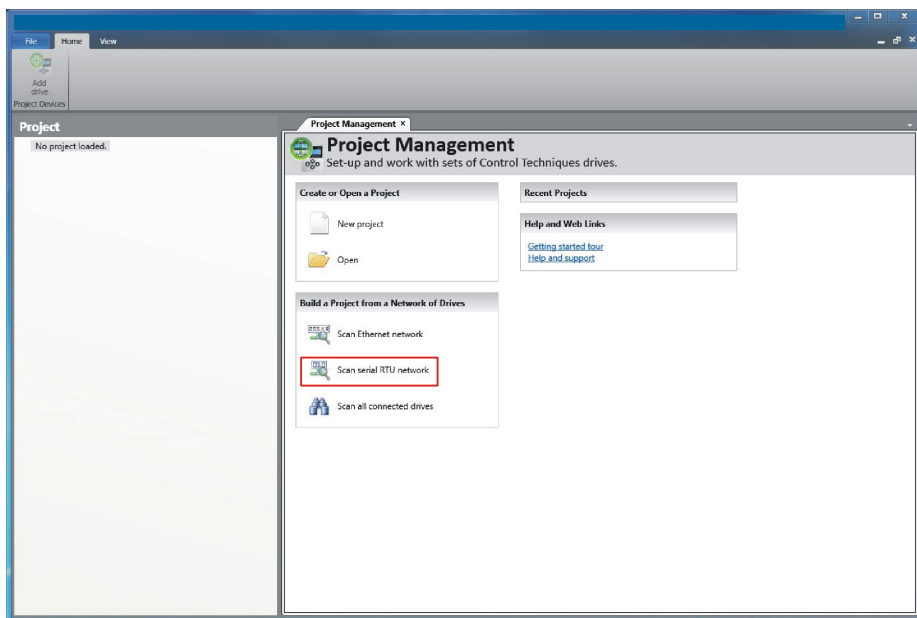 File Home View
Add
drive
Project Devices
Project
No project loaded.
Project Management ×
Project Management
Set-up and work with sets of Control Techniques drives.
Create or Open a Project
New project
Open
Recent Projects
Help and Web Links
Getting started tour
Help and support
Build a Project from a Network of Drives
Scan Ethernet network
Scan serial RTU network
Scan all connected drives